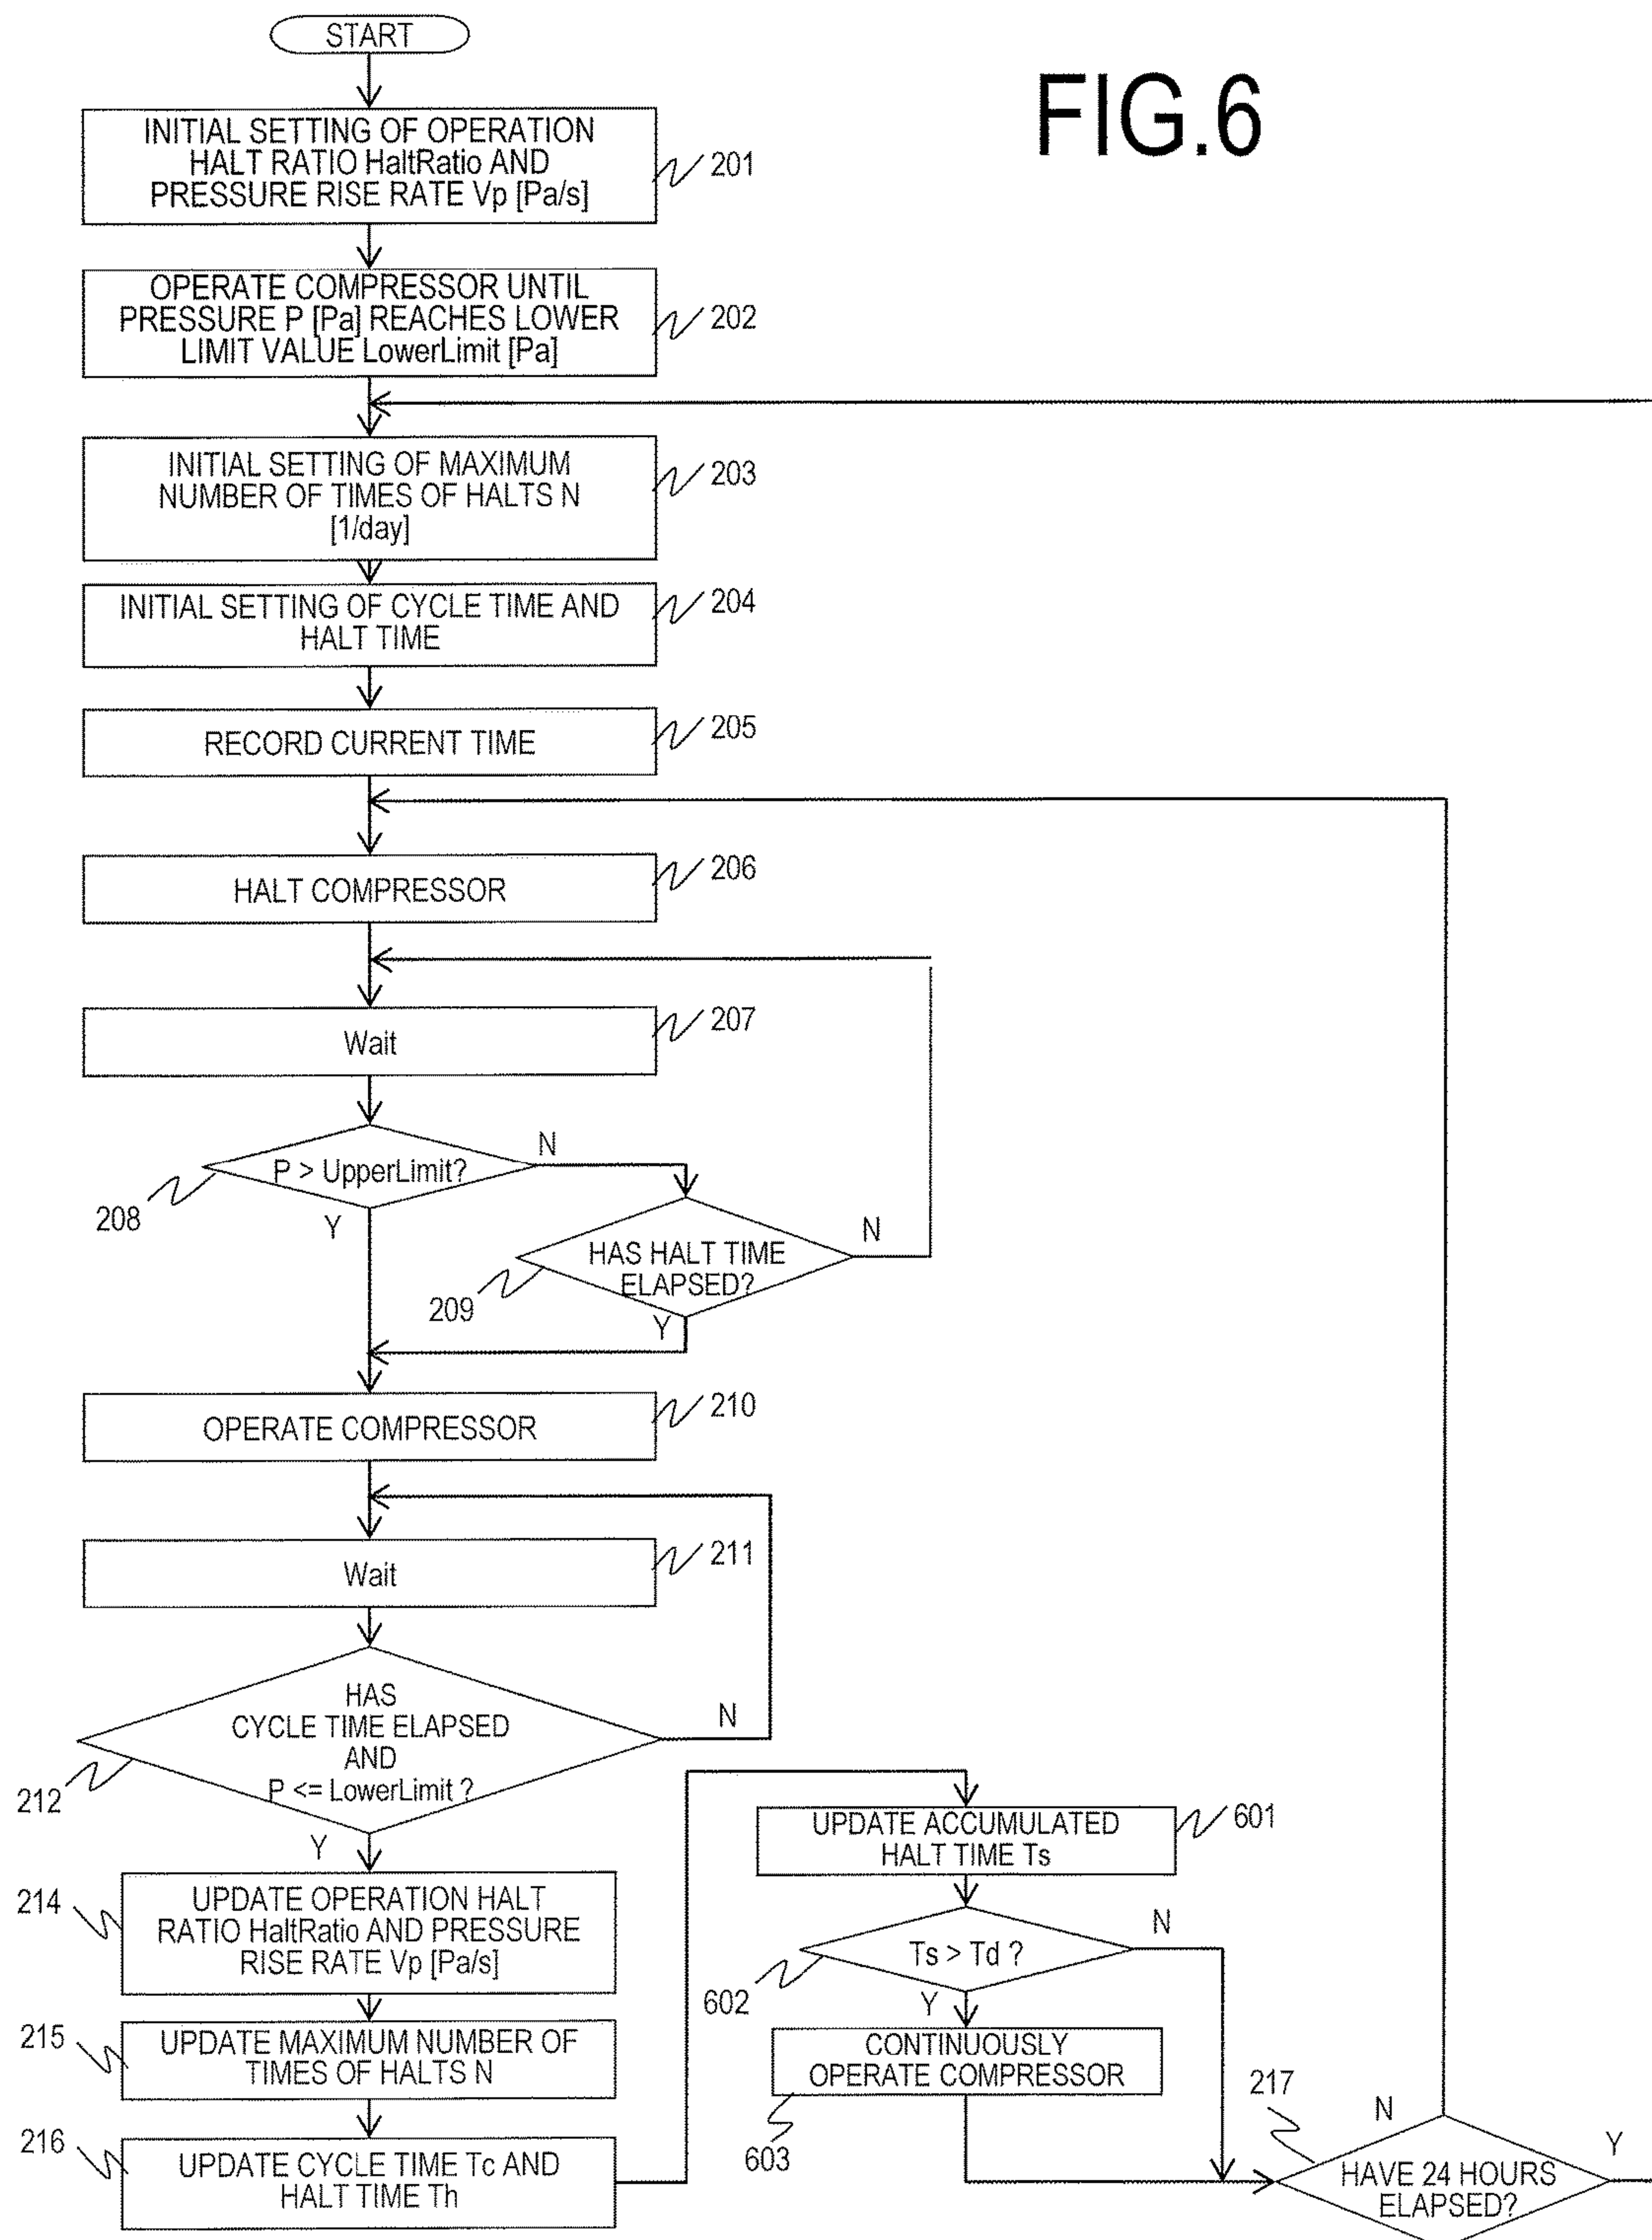 START
FIG.6
INITIAL SETTING OF OPERATION
HALT RATIO HaltRatio AND
PRESSURE RISE RATE Vp [Pa/s]
201
OPERATE COMPRESSOR UNTIL
PRESSURE P [Pa] REACHES LOWER
LIMIT VALUE LowerLimit [Pa]
202
INITIAL SETTING OF MAXIMUM
NUMBER OF TIMES OF HALTS N
[1/day]
203
INITIAL SETTING OF CYCLE TIME AND
HALT TIME
204
RECORD CURRENT TIME
205
HALT COMPRESSOR
206
Wait
207
P > UpperLimit?
N
Y
208
HAS HALT TIME
ELAPSED?
N
Y
209
OPERATE COMPRESSOR
210
Wait
211
HAS
CYCLE TIME ELAPSED
AND
P <= LowerLimit ?
N
Y
212
UPDATE OPERATION HALT
RATIO HaltRatio AND PRESSURE
RISE RATE Vp [Pa/s]
214
UPDATE MAXIMUM NUMBER OF
TIMES OF HALTS N
215
UPDATE CYCLE TIME Tc AND
HALT TIME Th
216
UPDATE ACCUMULATED
HALT TIME Ts
601
Ts > Td ?
N
Y
602
CONTINUOUSLY
OPERATE COMPRESSOR
603
217
N
Y
HAVE 24 HOURS
ELAPSED?